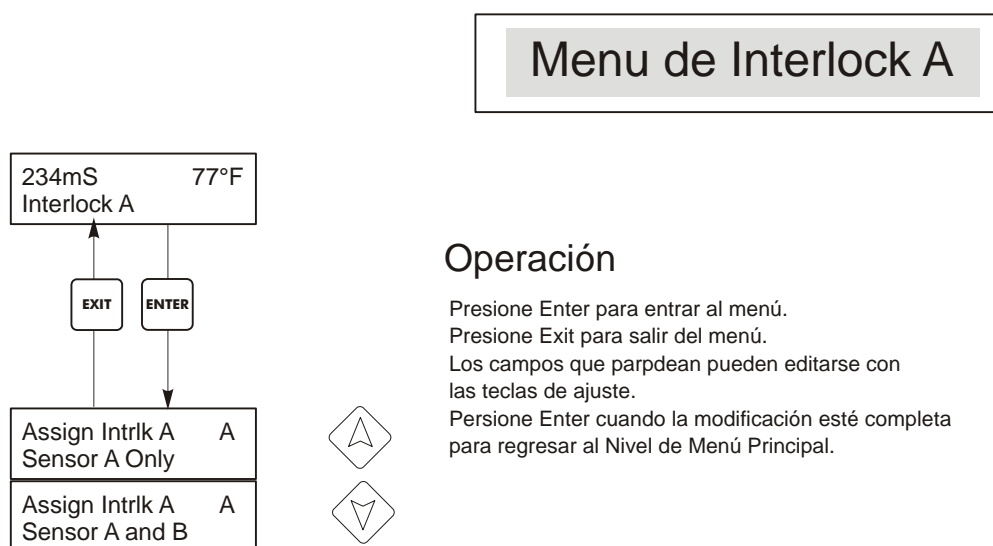 Menu de Interlock A
234mS 77°F
Interlock A
EXIT ENTER
Assign Intrlk A A
Sensor A Only
Assign Intrlk A A
Sensor A and B
Operación
Presione Enter para entrar al menú.
Presione Exit para salir del menú.
Los campos que parpdean pueden editarse con
las teclas de ajuste.
Persione Enter cuando la modificación esté completa
para regresar al Nivel de Menú Principal.